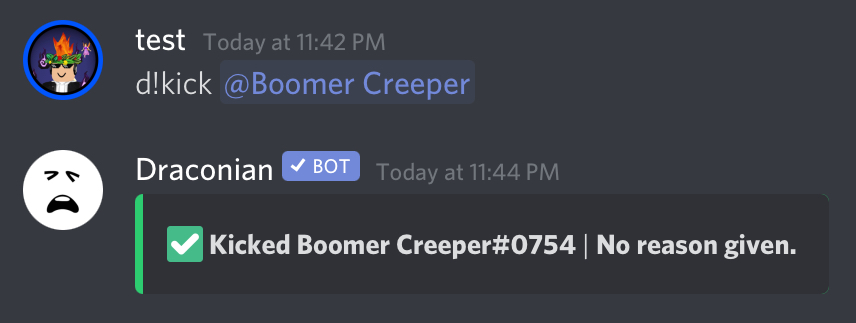 test Today at 11:42 PM
d!kick @Boomer Creeper
Draconian BOT Today at 11:44 PM
Kicked Boomer Creeper#0754 | No reason given.